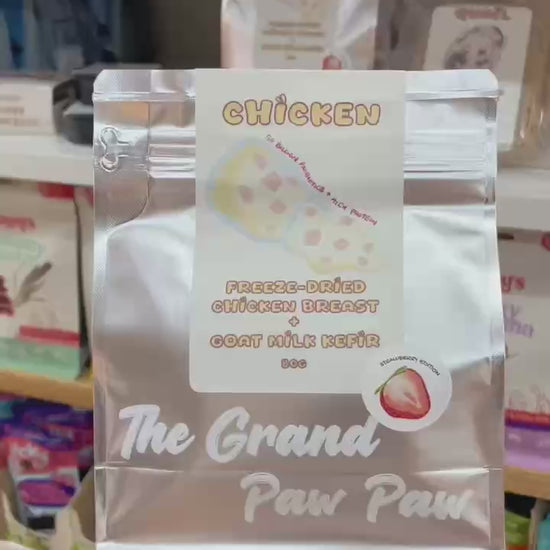 CHICKEN
FREEZE-DRIED
CHICKEN BREAST
+
GOAT MILK KEFIR
80G
STRAWBERRY EDITION
The Grand
Paw Paw